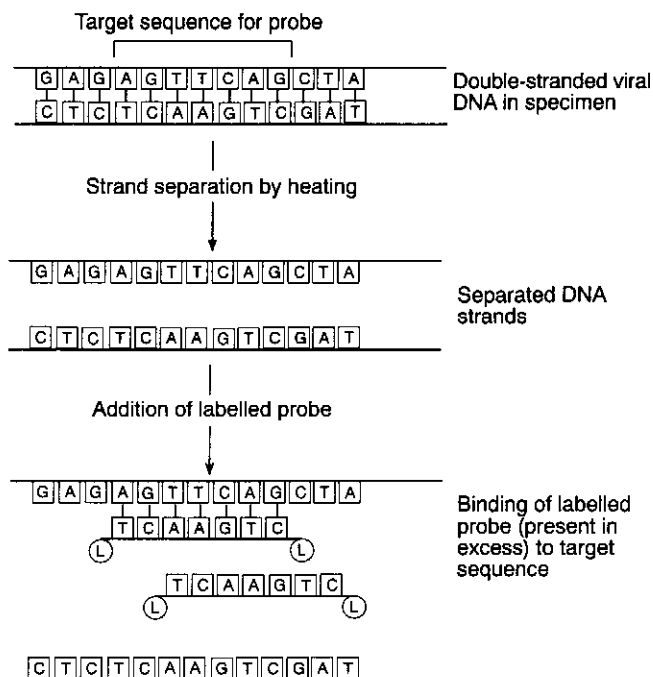 Target sequence for probe
G A G A G T T C A G C T A
C T C T C A A G T C G A T
Double-stranded viral
DNA in specimen
Strand separation by heating
G A G A G T T C A G C T A
C T C T C A A G T C G A T
Separated DNA
strands
Addition of labelled probe
G A G A G T T C A G C T A
T C A A G T C
L L
T C A A G T C
L L
C T C T C A A G T C G A T
Binding of labelled
probe (present in
excess) to target
sequence